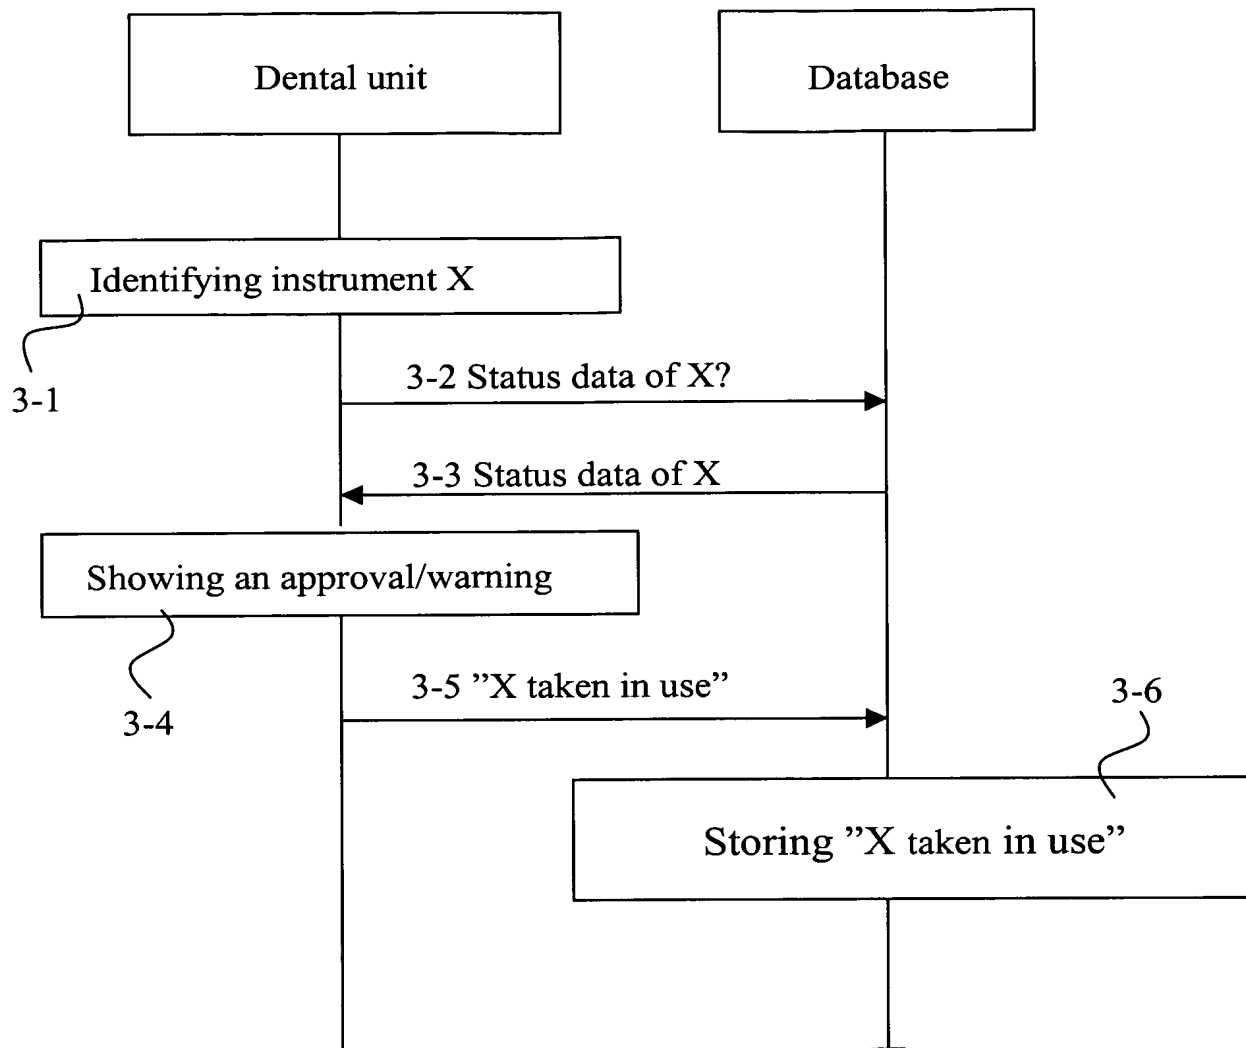 Dental unit
Database
Identifying instrument X
3-1
3-2 Status data of X?
3-3 Status data of X
Showing an approval/warning
3-4
3-5 ”X taken in use”
3-6
Storing ”X taken in use”